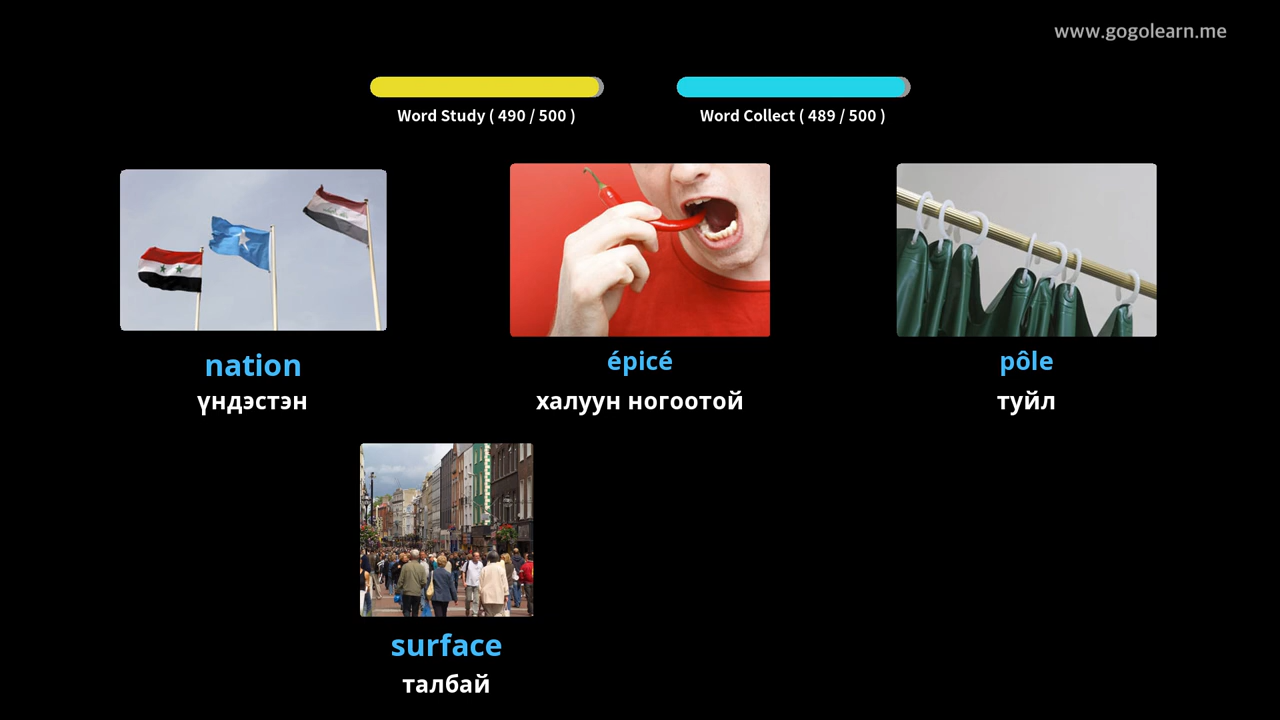 www.gogolearn.me
Word Study ( 490 / 500 )
Word Collect ( 489 / 500 )
nation
үндэстэн
épicé
халуун ногоотой
pôle
туйл
surface
талбай